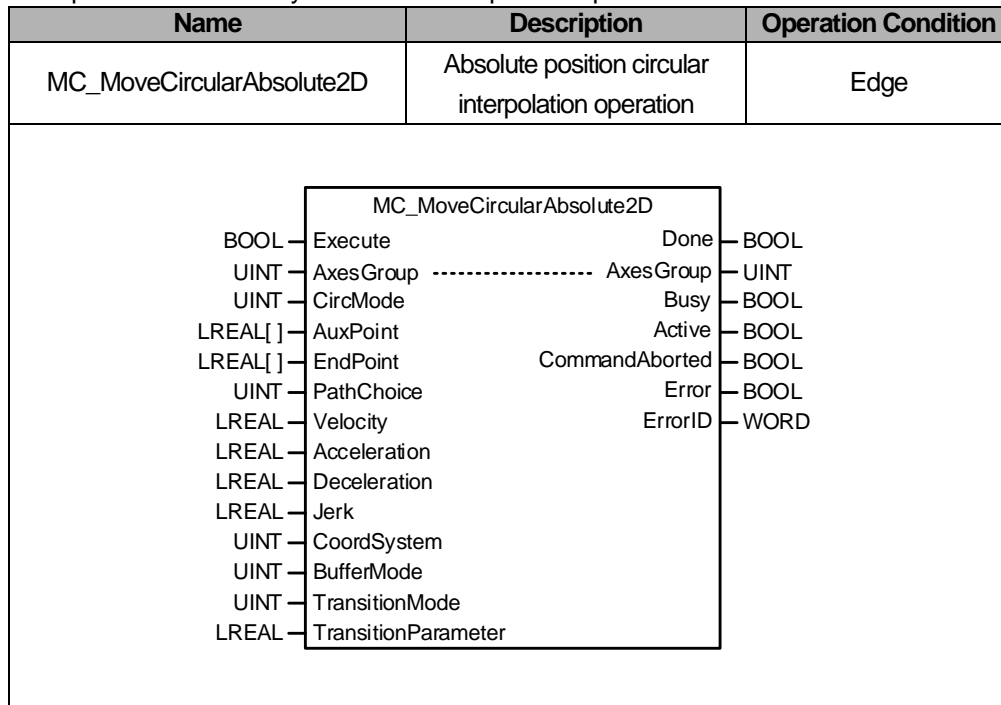 Name Description Operation Condition
MC_MoveCircularAbsolute2D Absolute position circular interpolation operation Edge
MC_MoveCircularAbsolute2D
BOOL Execute Done BOOL
UINT AxesGroup AxesGroup UINT
UINT CircMode Busy BOOL
LREAL[ ] AuxPoint Active BOOL
LREAL[ ] EndPoint CommandAborted BOOL
UINT PathChoice Error BOOL
LREAL Velocity ErrorID WORD
LREAL Acceleration
LREAL Deceleration
LREAL Jerk
UINT CoordSystem
UINT BufferMode
UINT TransitionMode
LREAL TransitionParameter